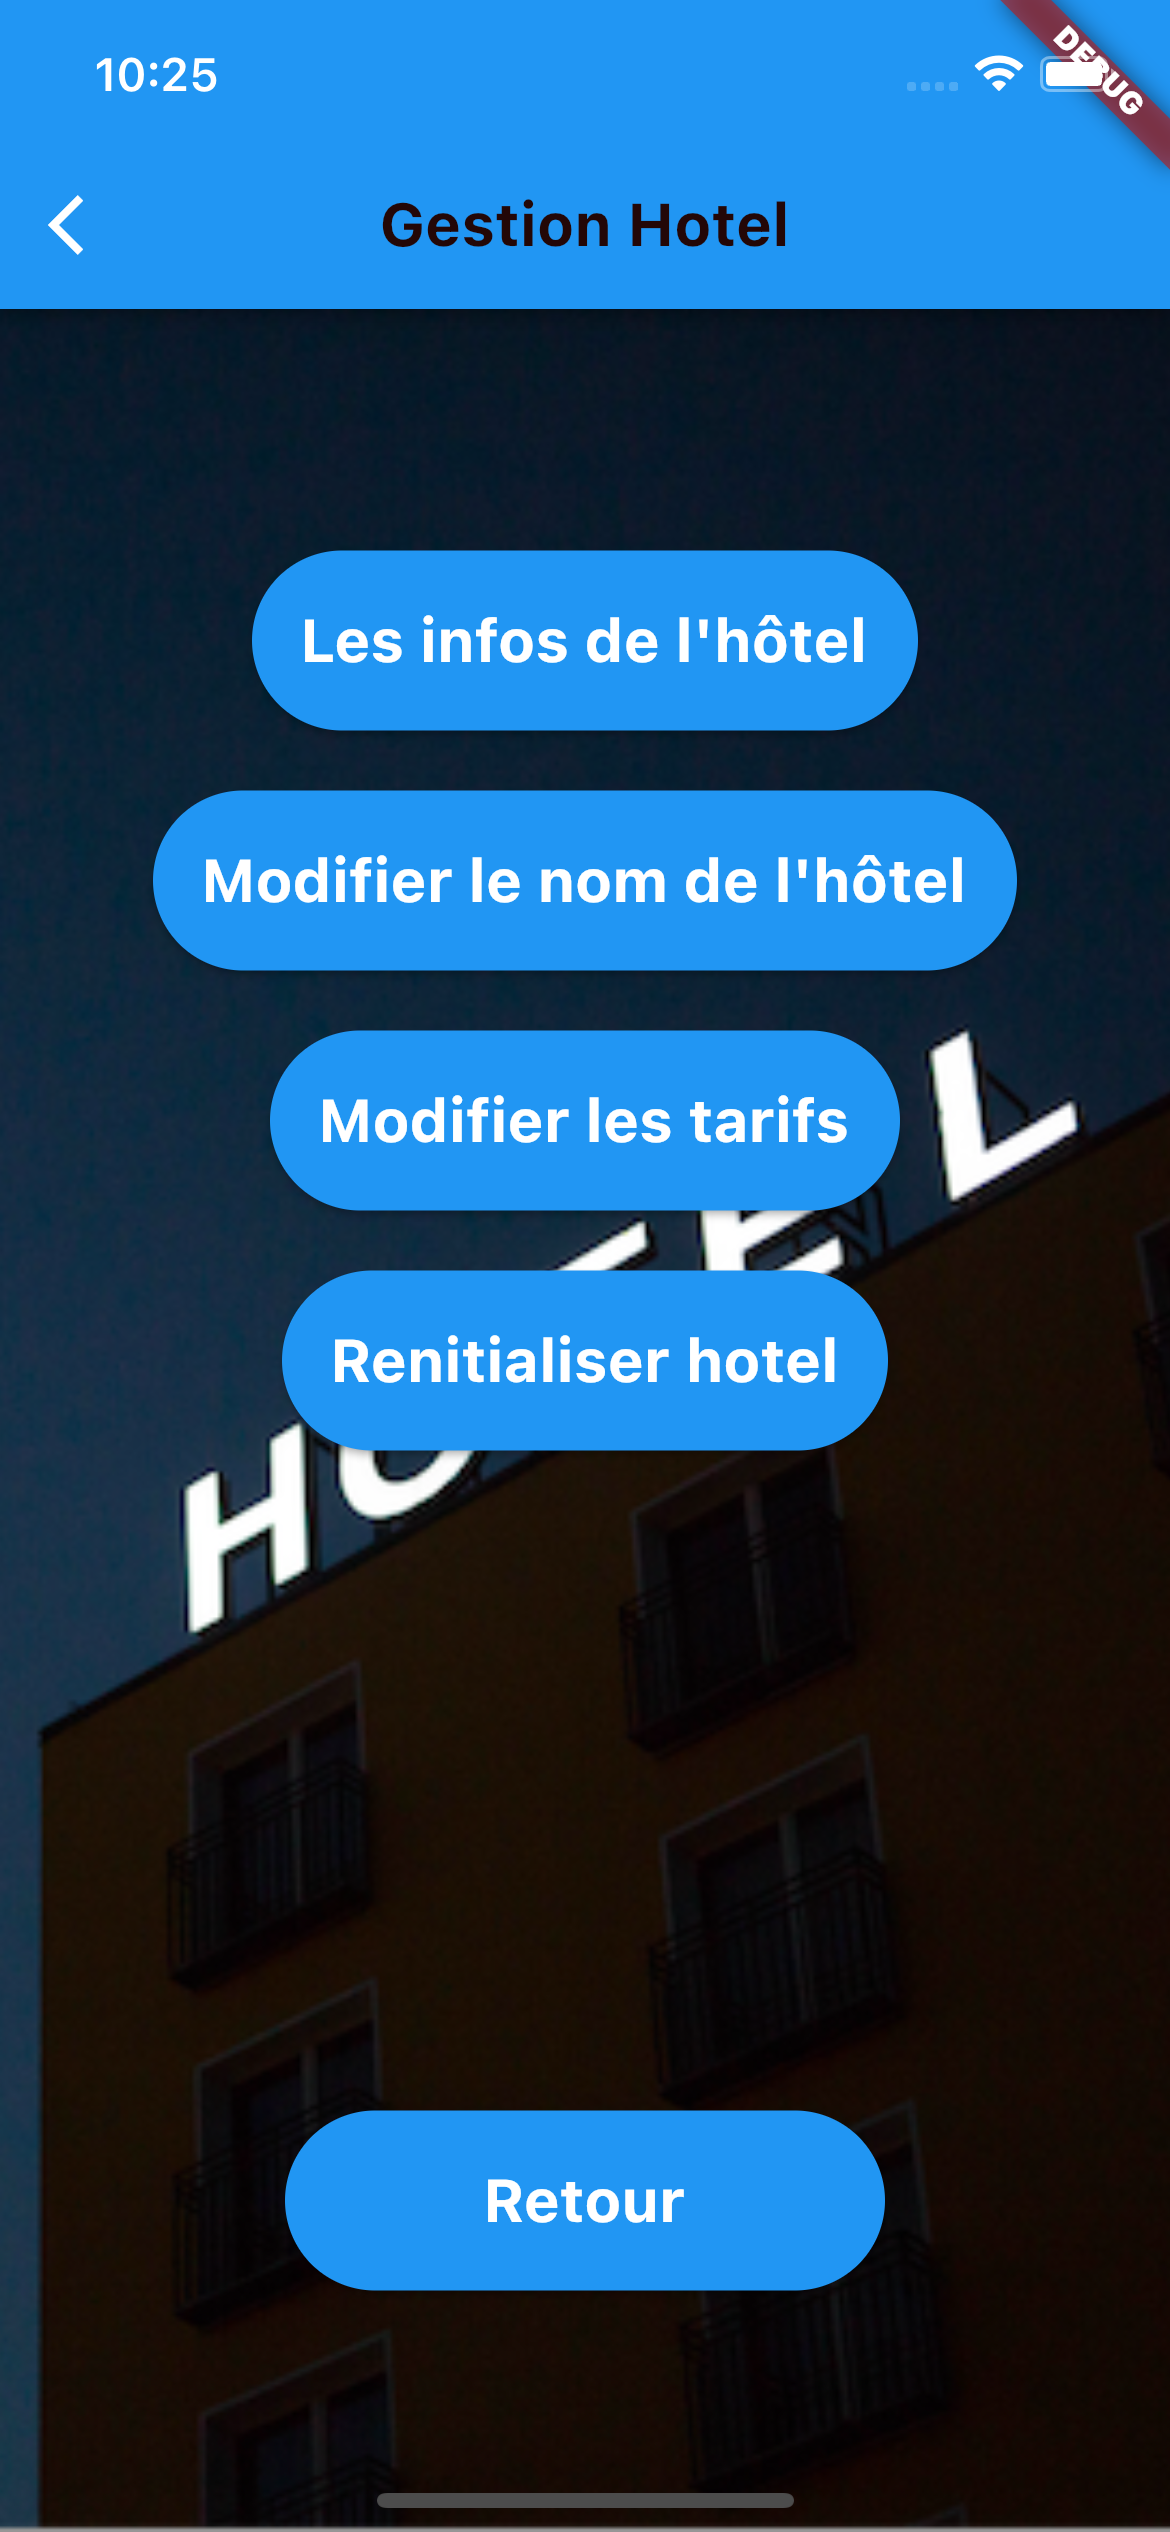 10:25
DEBUG
Gestion Hotel
Les infos de l'hôtel
Modifier le nom de l'hôtel
Modifier les tarifs
Renitialiser hotel
HOTEL
Retour